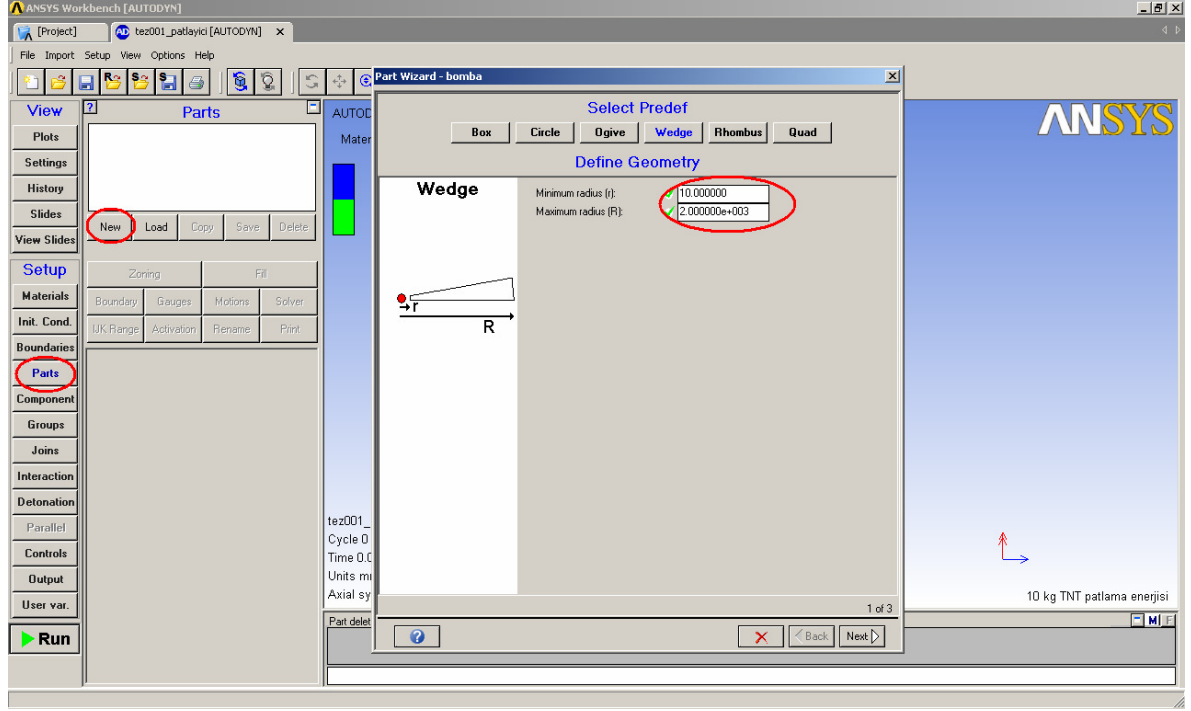 ANSYS Workbench [AUTODYN]
[Project]
AD tez001_patlayici [AUTODYN] X
File Import Setup View Options Help
View
Plots
Settings
History
Slides
View Slides
Setup
Materials
Init. Cond.
Boundaries
Parts
Component
Groups
Joins
Interaction
Detonation
Parallel
Controls
Output
User var.
Run
? Parts
New Load Copy Save Delete
Zoning Fill
Boundary Gauges Motions Solver
IJK Range Activation Rename Print
AUTOD
Mater
tez001_
Cycle 0
Time 0.0
Units m
Axial sy
Part delet
Part Wizard - bomba
Select Predef
Box Circle Ogive Wedge Rhombus Quad
Define Geometry
Wedge
r
R
Minimum radius (r): 10.000000
Maximum radius (R): 2.000000e+003
1 of 3
? Back Next
ANSYS
10 kg TNT patlama enerjisi
M F